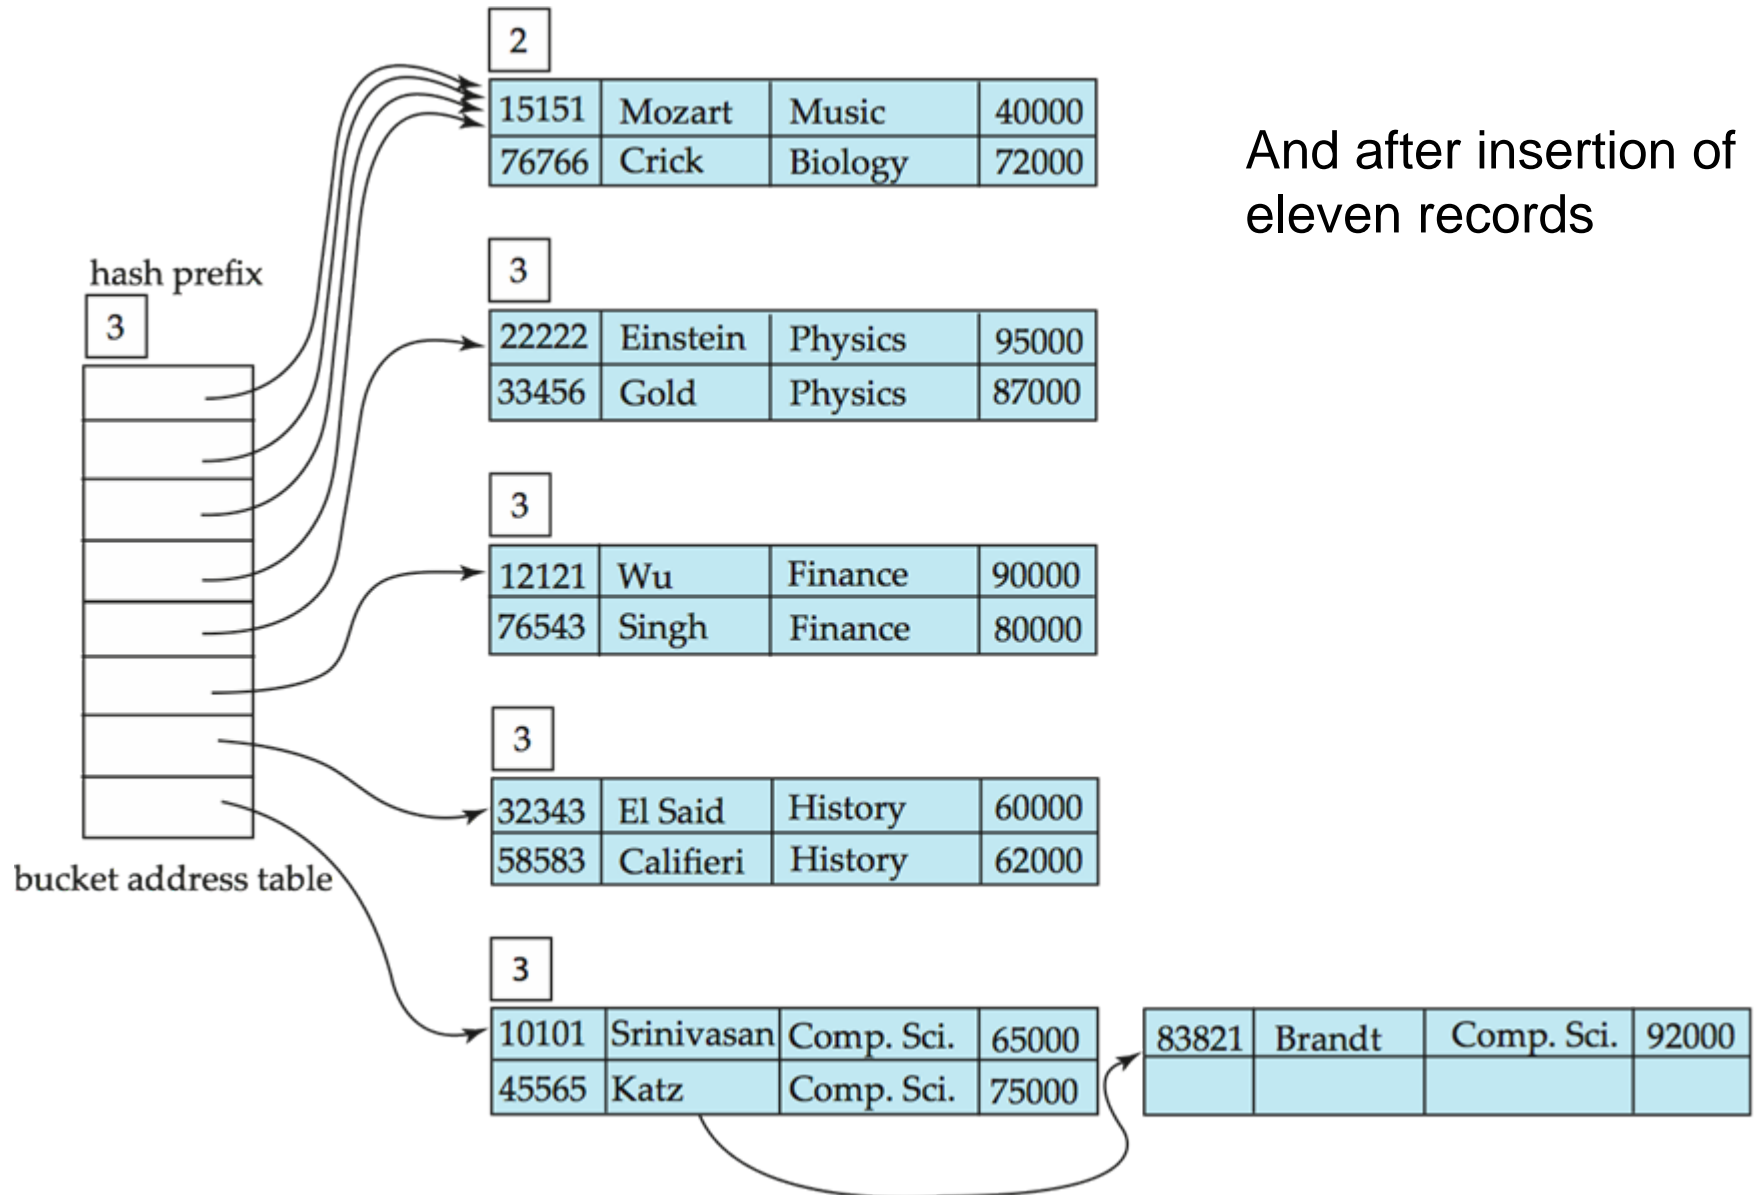 2
15151 Mozart Music 40000
76766 Crick Biology 72000
And after insertion of
eleven records
hash prefix
3
3
22222 Einstein Physics 95000
33456 Gold Physics 87000
3
12121 Wu Finance 90000
76543 Singh Finance 80000
3
32343 El Said History 60000
58583 Califieri History 62000
bucket address table
3
10101 Srinivasan Comp. Sci. 65000
45565 Katz Comp. Sci. 75000
83821 Brandt Comp. Sci. 92000